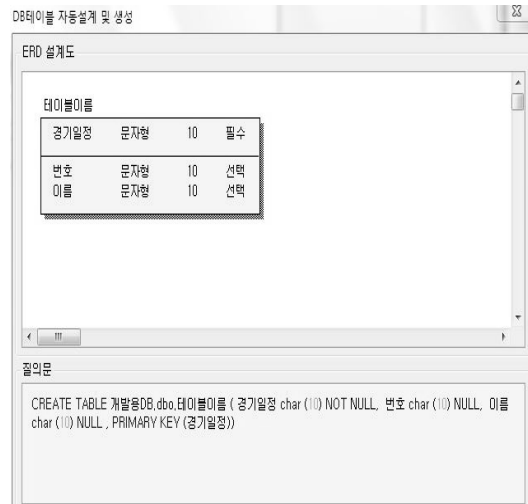 DB테이블 자동설계 및 생성
ERD 설계도
테이블이름
경기일정 문자형 10 필수
번호 문자형 10 선택
이름 문자형 10 선택
질의문
CREATE TABLE 개발용DB,dbo,테이블이름 ( 경기일정 char (10) NOT NULL, 번호 char (10) NULL, 이름
char (10) NULL , PRIMARY KEY (경기일정))